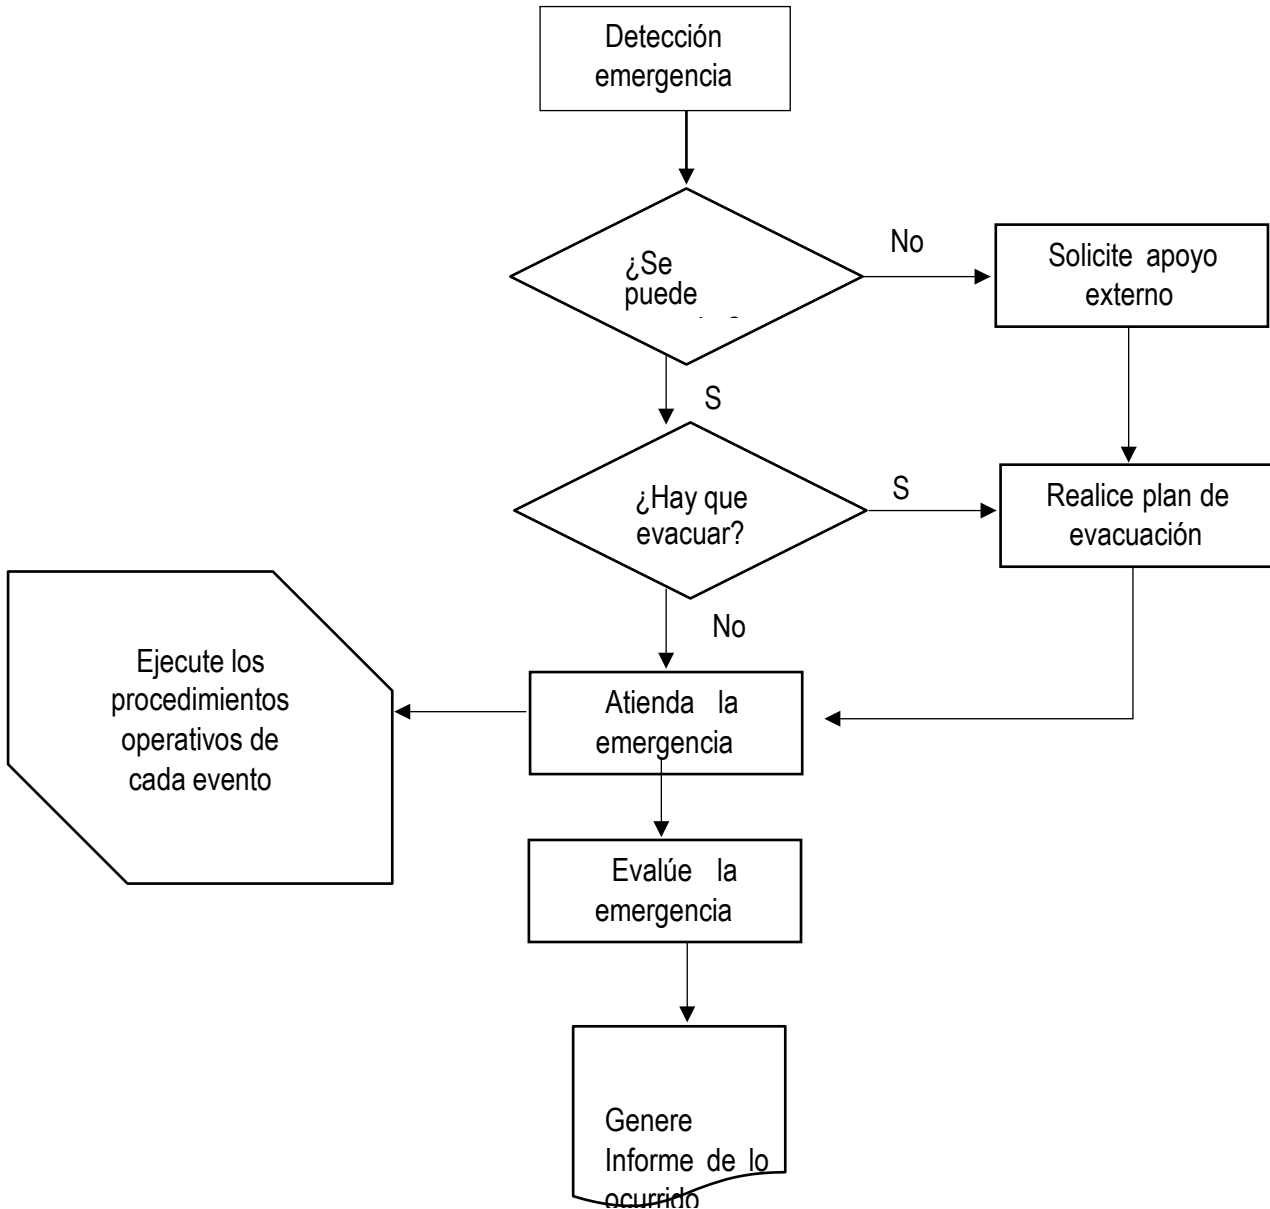 Detección
emergencia
¿Se
puede
No
Solicite apoyo
externo
S
¿Hay que
evacuar?
S
Realice plan de
evacuación
No
Ejecute los
procedimientos
operativos de
cada evento
Atienda la
emergencia
Evalúe la
emergencia
Genere
Informe de lo
ocurrido